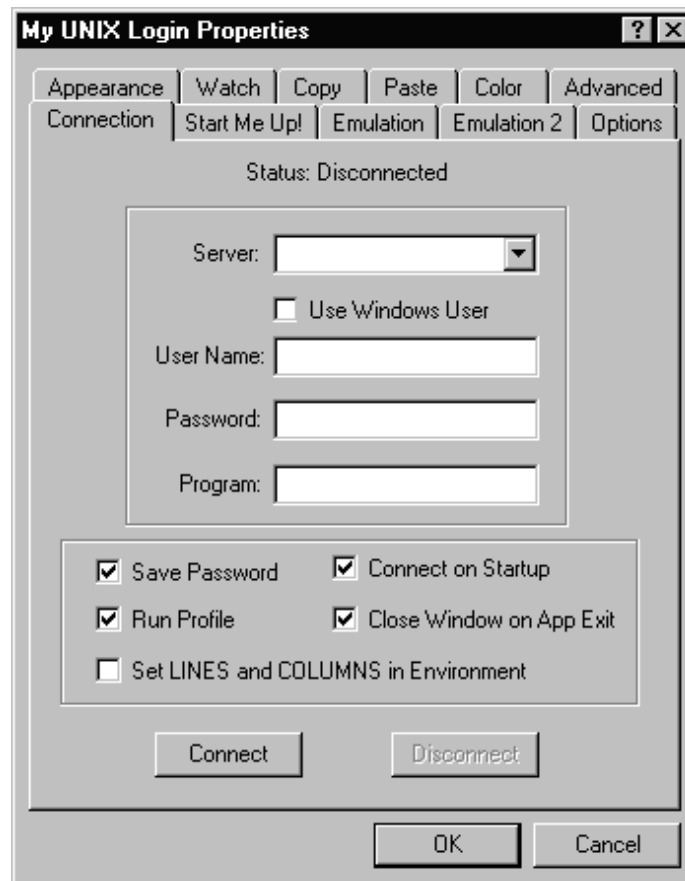 My UNIX Login Properties
Appearance Watch Copy Paste Color Advanced
Connection Start Me Up! Emulation Emulation 2 Options
Status: Disconnected
Server:
Use Windows User
User Name:
Password:
Program:
Save Password Connect on Startup
Run Profile Close Window on App Exit
Set LINES and COLUMNS in Environment
Connect Disconnect
OK Cancel